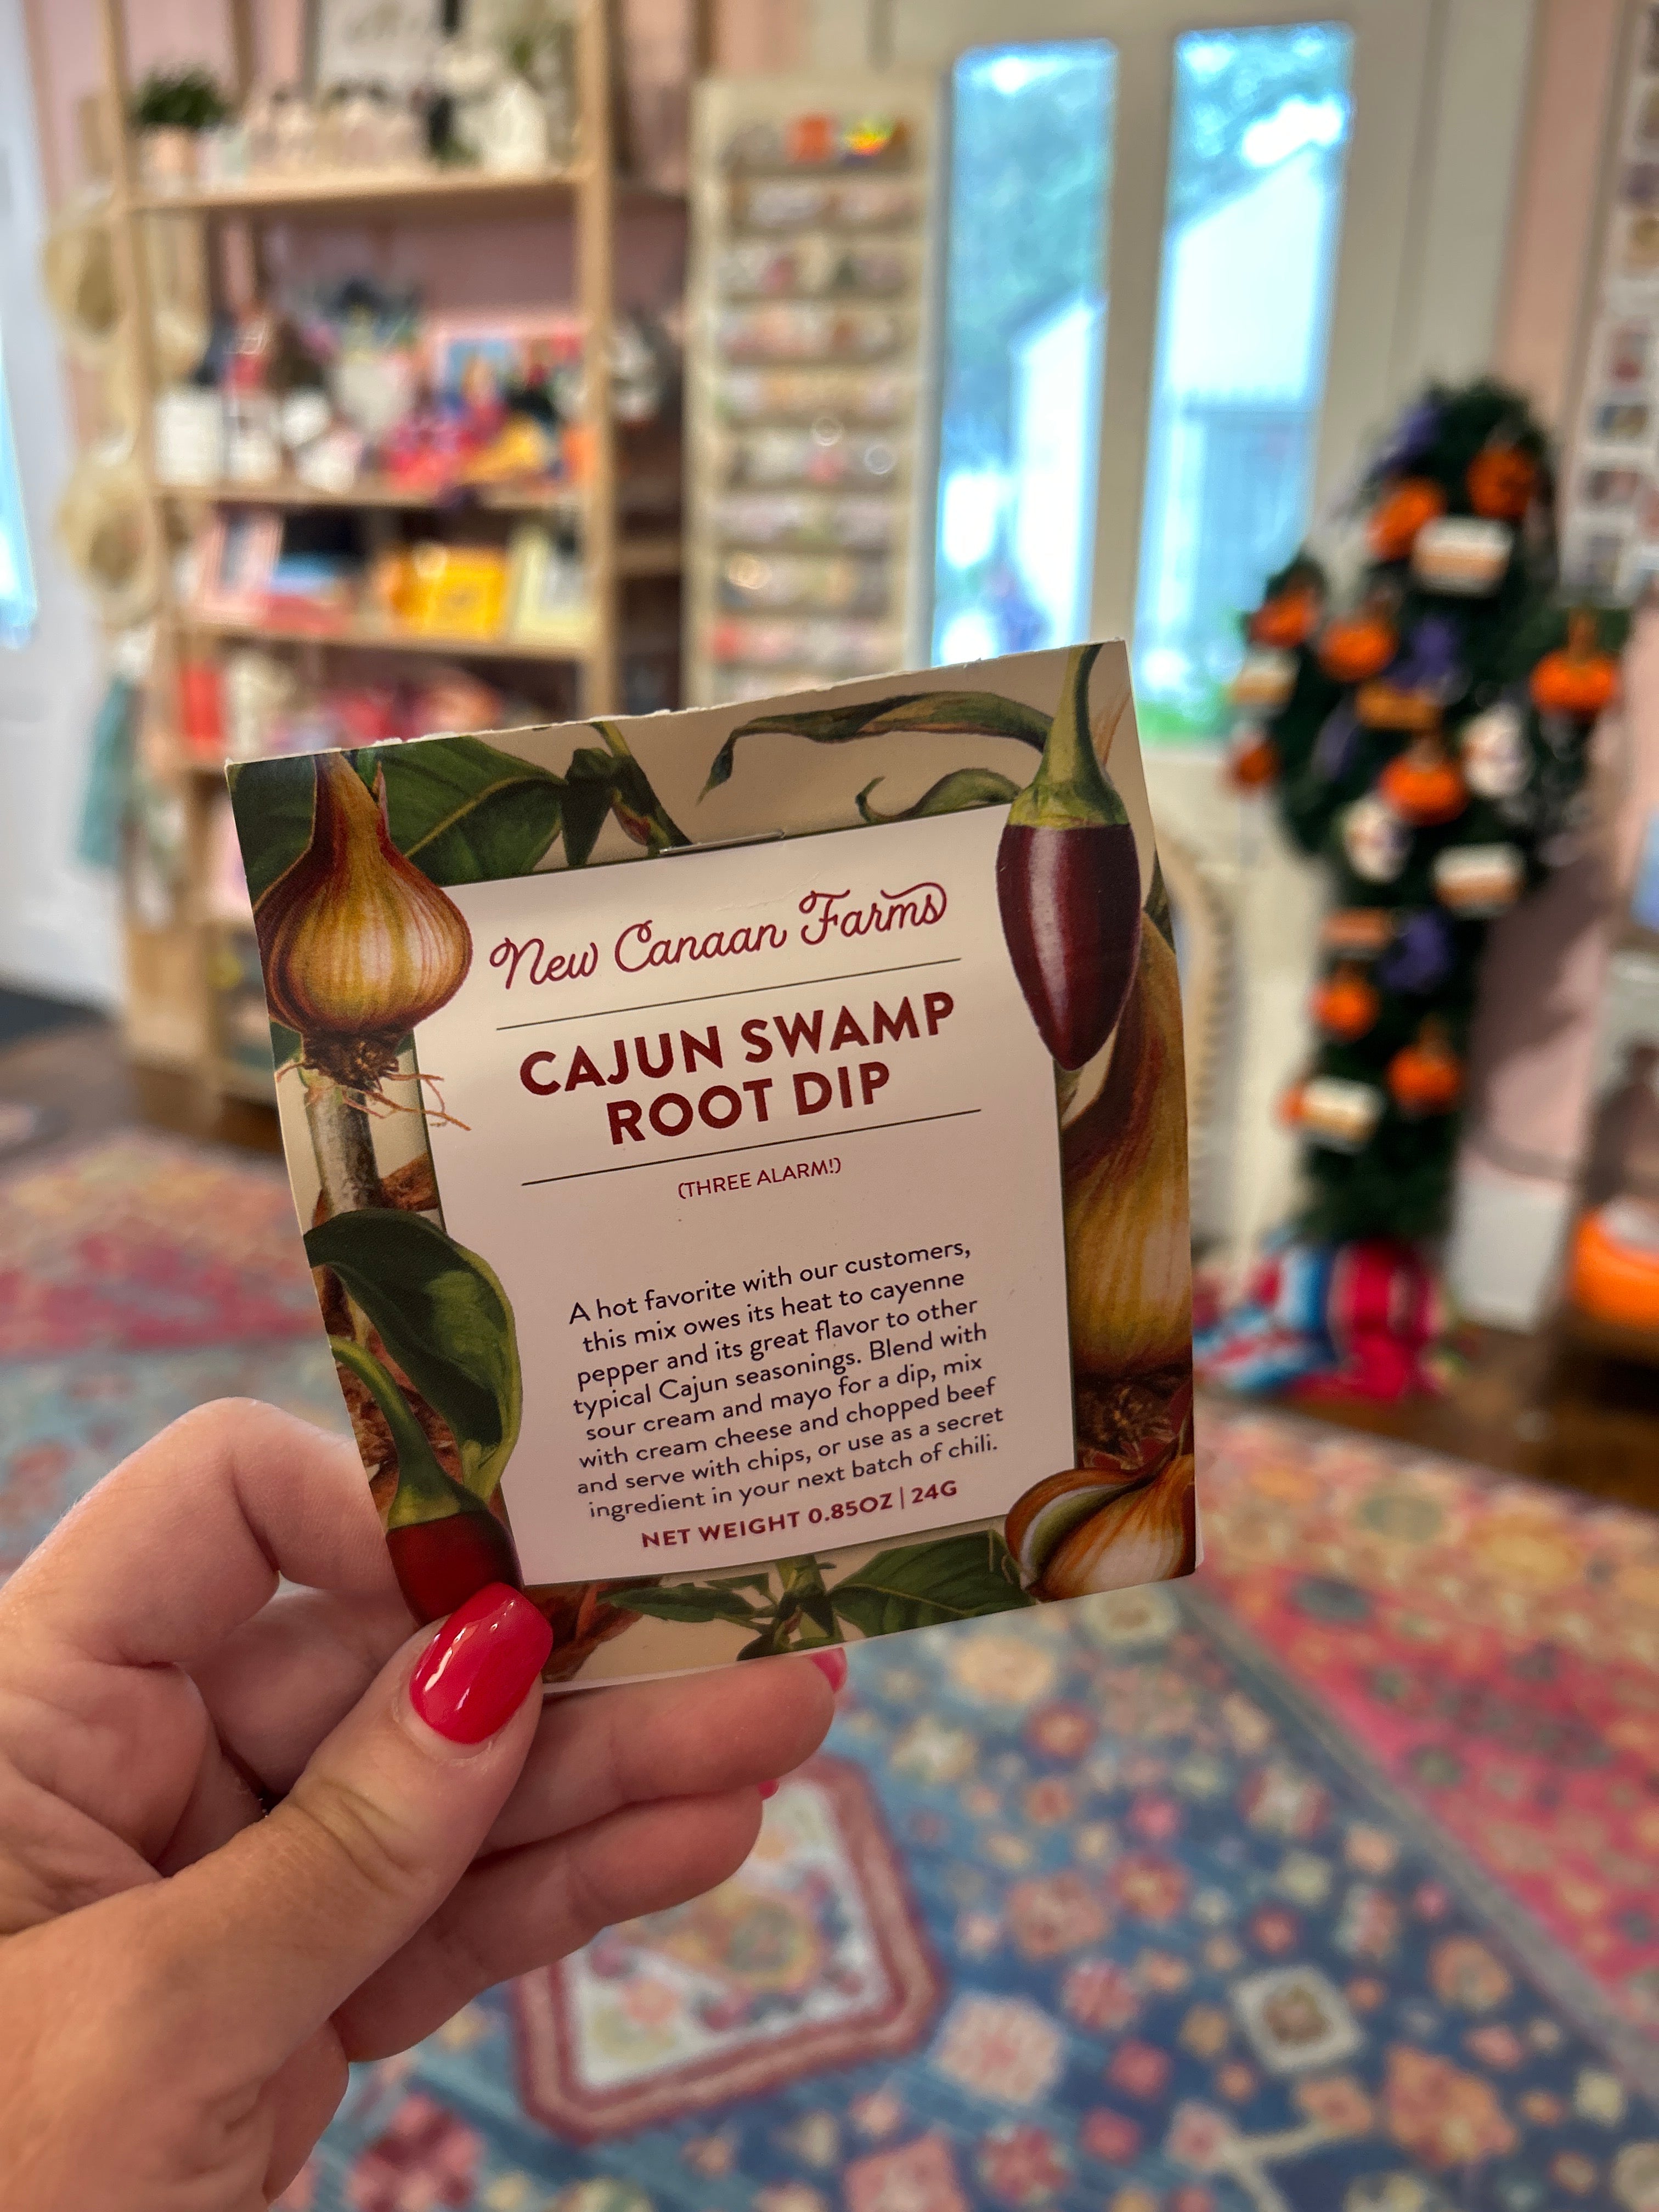 New Canaan Farms
CAJUN SWAMP
ROOT DIP
(THREE ALARM!)
A hot favorite with our customers,
this mix owes its heat to cayenne
pepper and its great flavor to other
typical Cajun seasonings. Blend with
sour cream and mayo for a dip, mix
with cream cheese and chopped beef
and serve with chips, or use as a secret
ingredient in your next batch of chili.
NET WEIGHT 0.85OZ | 24G